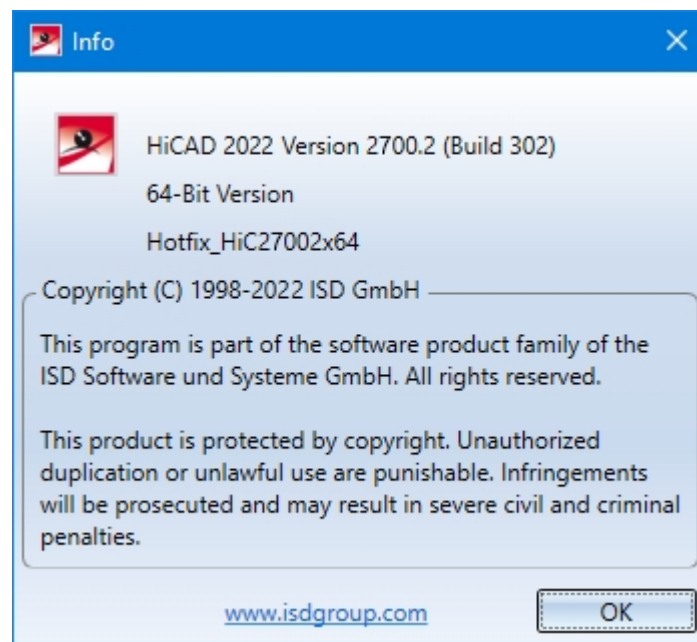 Info
HiCAD 2022 Version 2700.2 (Build 302)
64-Bit Version
Hotfix_HiC27002x64
Copyright (C) 1998-2022 ISD GmbH
This program is part of the software product family of the
ISD Software und Systeme GmbH. All rights reserved.
This product is protected by copyright. Unauthorized
duplication or unlawful use are punishable. Infringements
will be prosecuted and may result in severe civil and criminal
penalties.
www.isdgroup.com
OK